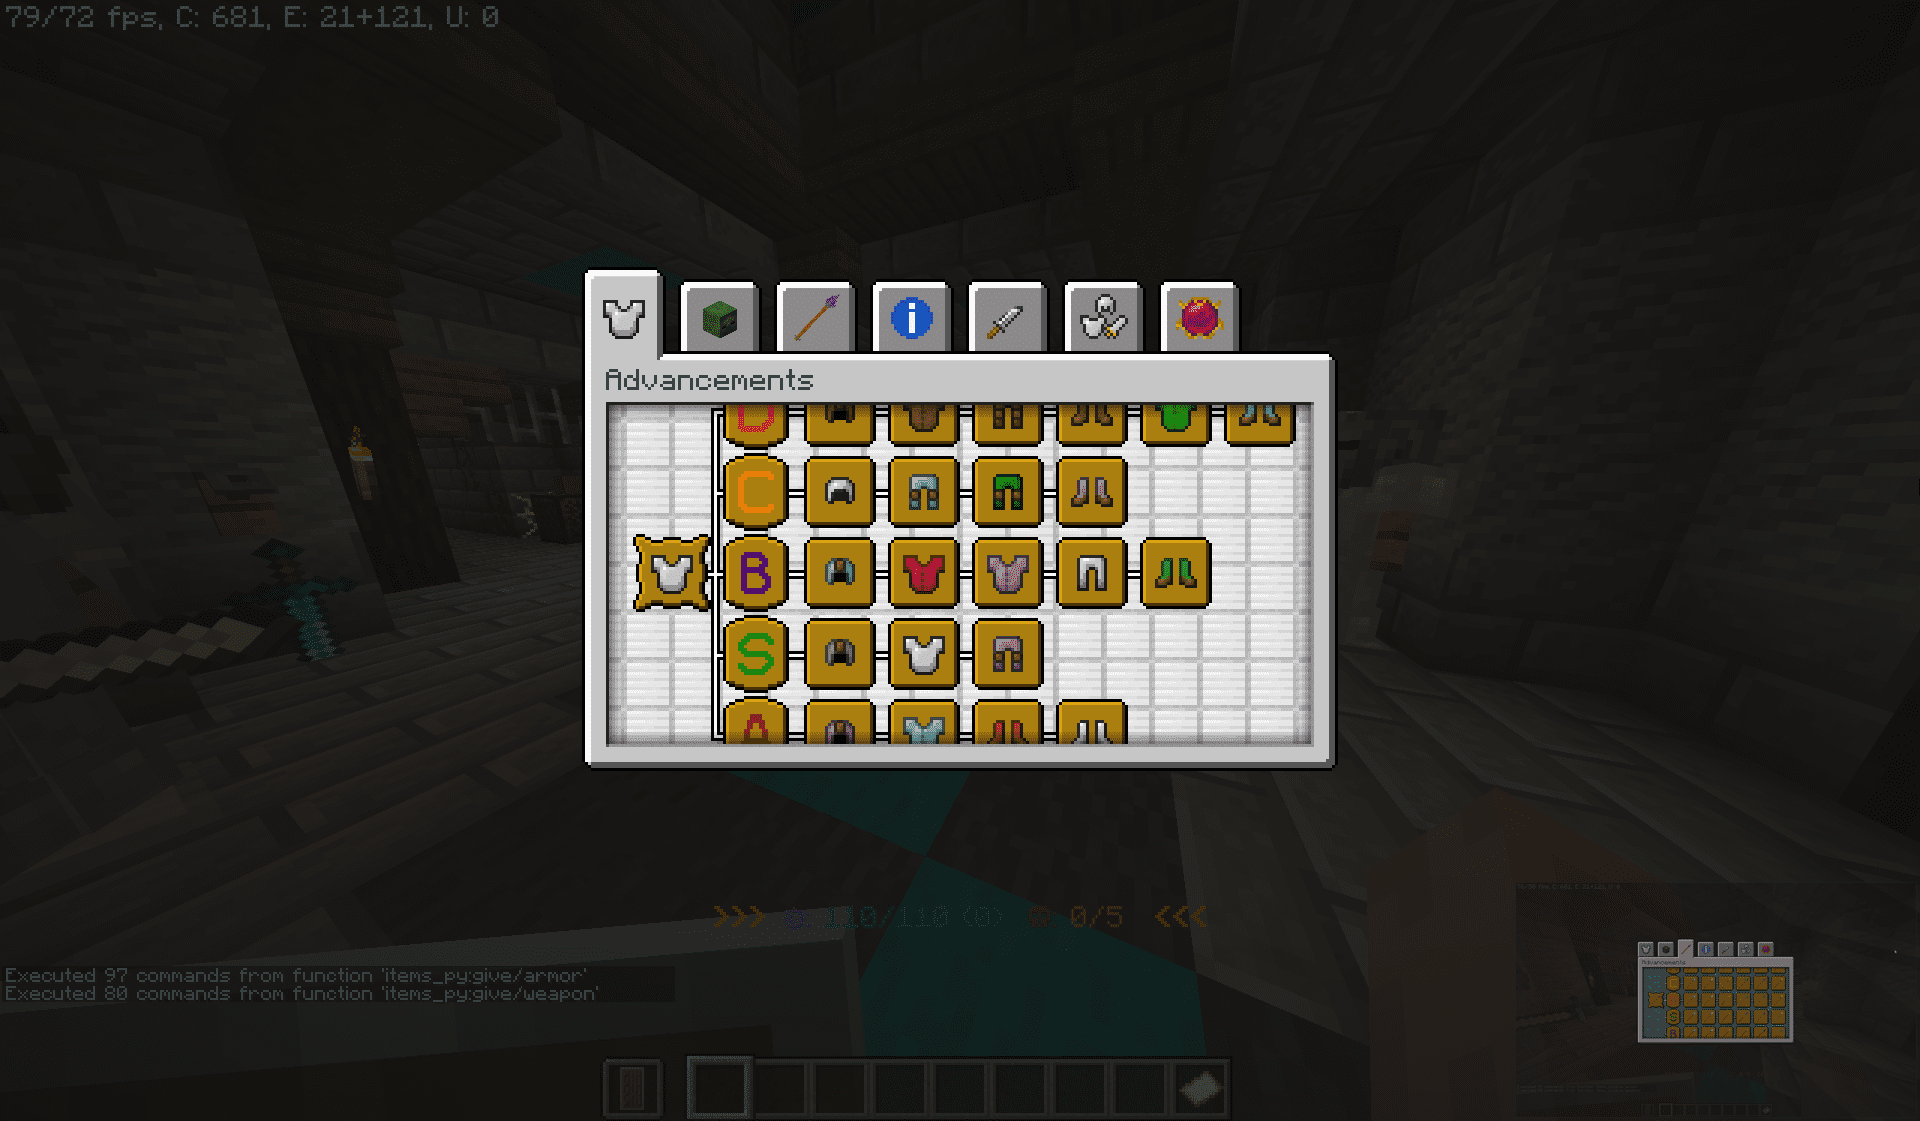 79/72 fps, C: 681, E: 21+121, U: 0
Advancements
D
C
B
S
A
>>> 110/110 (0) 0/5 <<<
Executed 97 commands from function 'items_py:give/armor'
Executed 80 commands from function 'items_py:give/weapon'
Advancements
C
S
B